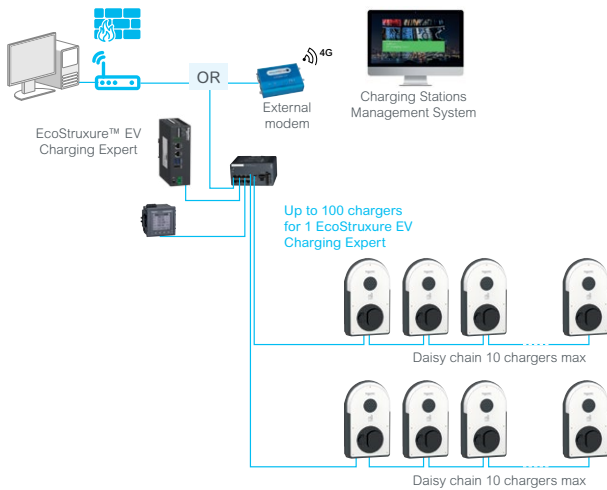 4G
OR
External
modem
Charging Stations
Management System
EcoStruxure™ EV
Charging Expert
Up to 100 chargers
for 1 EcoStruxure EV
Charging Expert
Daisy chain 10 chargers max
Daisy chain 10 chargers max